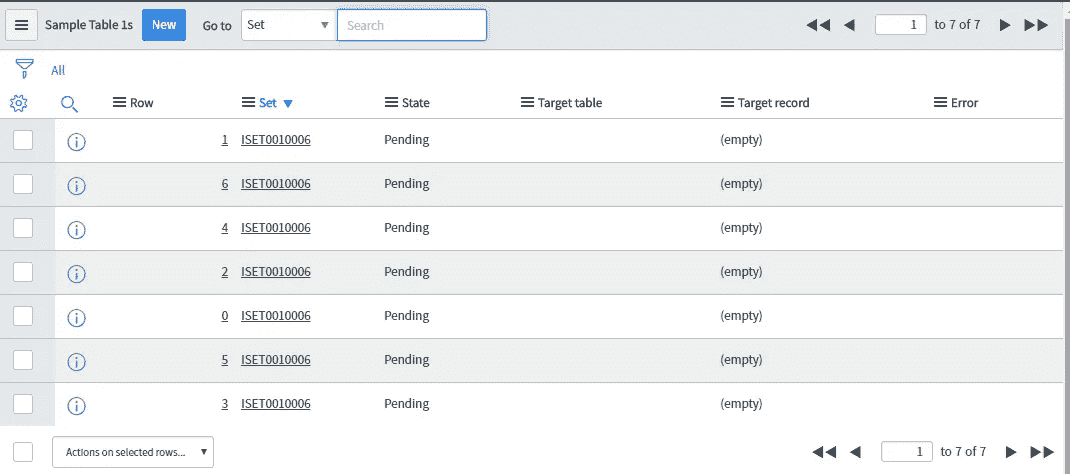 Sample Table 1s New Go to Set Search 1 to 7 of 7
All
Row Set State Target table Target record Error
1 ISET0010006 Pending (empty)
6 ISET0010006 Pending (empty)
4 ISET0010006 Pending (empty)
2 ISET0010006 Pending (empty)
0 ISET0010006 Pending (empty)
5 ISET0010006 Pending (empty)
3 ISET0010006 Pending (empty)
Actions on selected rows... 1 to 7 of 7